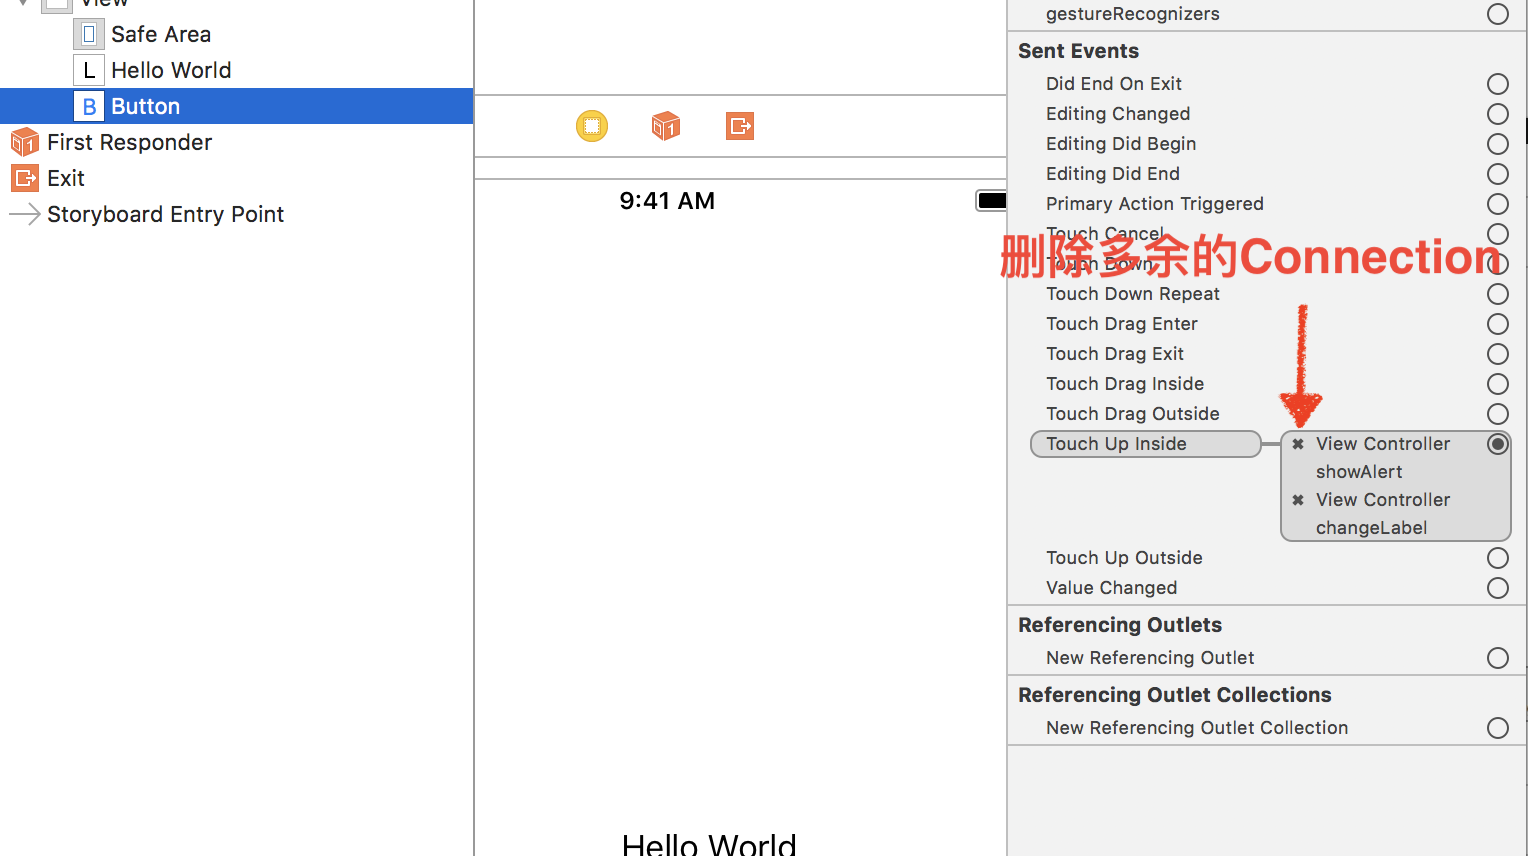 View
Safe Area
L Hello World
B Button
First Responder
Exit
Storyboard Entry Point
1
1
9:41 AM
Hello World
gestureRecognizers
Sent Events
Did End On Exit
Editing Changed
Editing Did Begin
Editing Did End
Primary Action Triggered
Touch Cancel
删除多余的Connection
Touch Down
Touch Down Repeat
Touch Drag Enter
Touch Drag Exit
Touch Drag Inside
Touch Drag Outside
Touch Up Inside
View Controller
showAlert
View Controller
changeLabel
Touch Up Outside
Value Changed
Referencing Outlets
New Referencing Outlet
Referencing Outlet Collections
New Referencing Outlet Collection